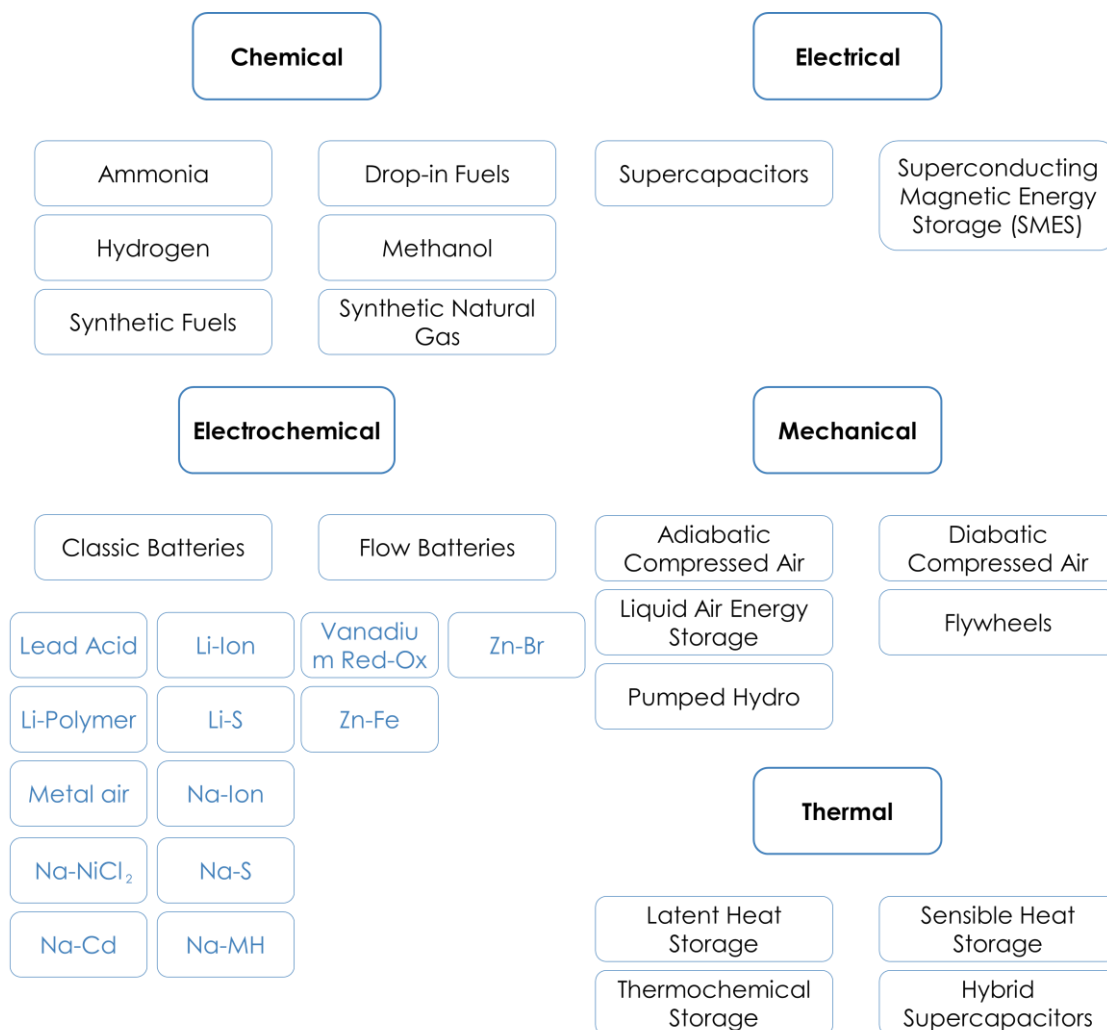 Chemical
Ammonia
Drop-in Fuels
Hydrogen
Methanol
Synthetic Fuels
Synthetic Natural
Gas
Electrical
Supercapacitors
Superconducting
Magnetic Energy
Storage (SMES)
Electrochemical
Classic Batteries
Flow Batteries
Lead Acid
Li-Ion
Vanadiu
m Red-Ox
Zn-Br
Li-Polymer
Li-S
Zn-Fe
Metal air
Na-Ion
Na-NiCl₂
Na-S
Na-Cd
Na-MH
Mechanical
Adiabatic
Compressed Air
Diabatic
Compressed Air
Liquid Air Energy
Storage
Flywheels
Pumped Hydro
Thermal
Latent Heat
Storage
Sensible Heat
Storage
Thermochemical
Storage
Hybrid
Supercapacitors